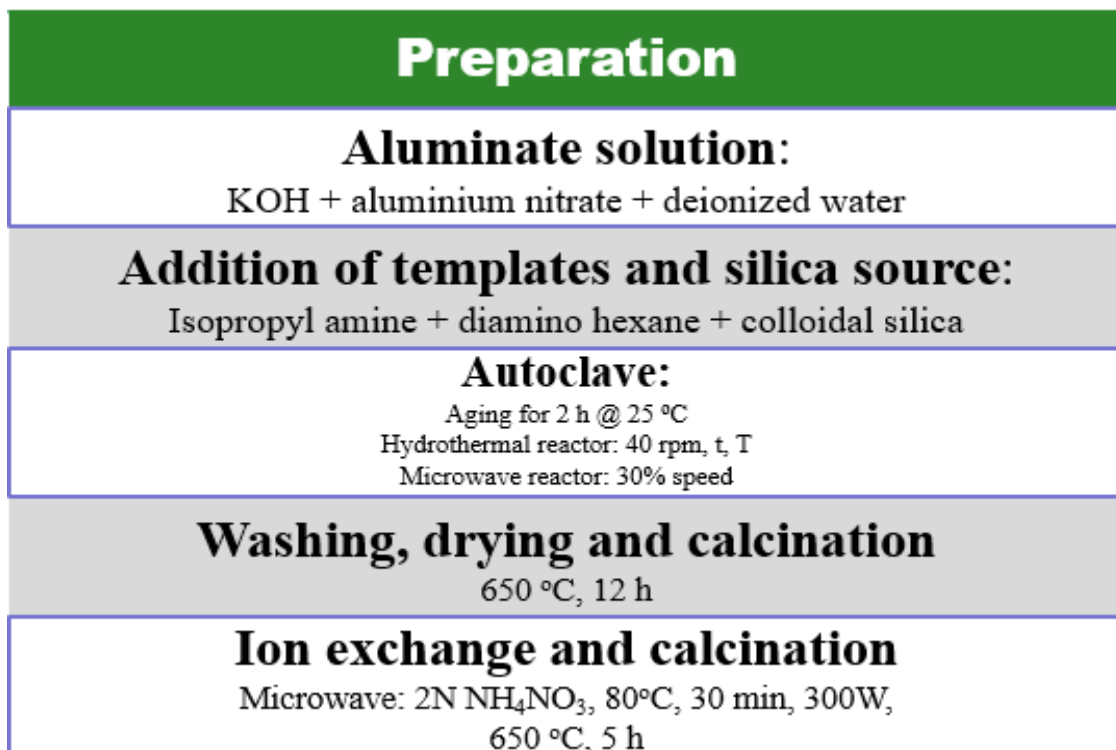 Preparation
Aluminate solution:
KOH + aluminium nitrate + deionized water
Addition of templates and silica source:
Isopropyl amine + diamino hexane + colloidal silica
Autoclave:
Aging for 2 h @ 25 ⁰C
Hydrothermal reactor: 40 rpm, t, T
Microwave reactor: 30% speed
Washing, drying and calcination
650 ºC, 12 h
Ion exchange and calcination
Microwave: 2N NH₄NO₃, 80ºC, 30 min, 300W,
650 ºC, 5 h